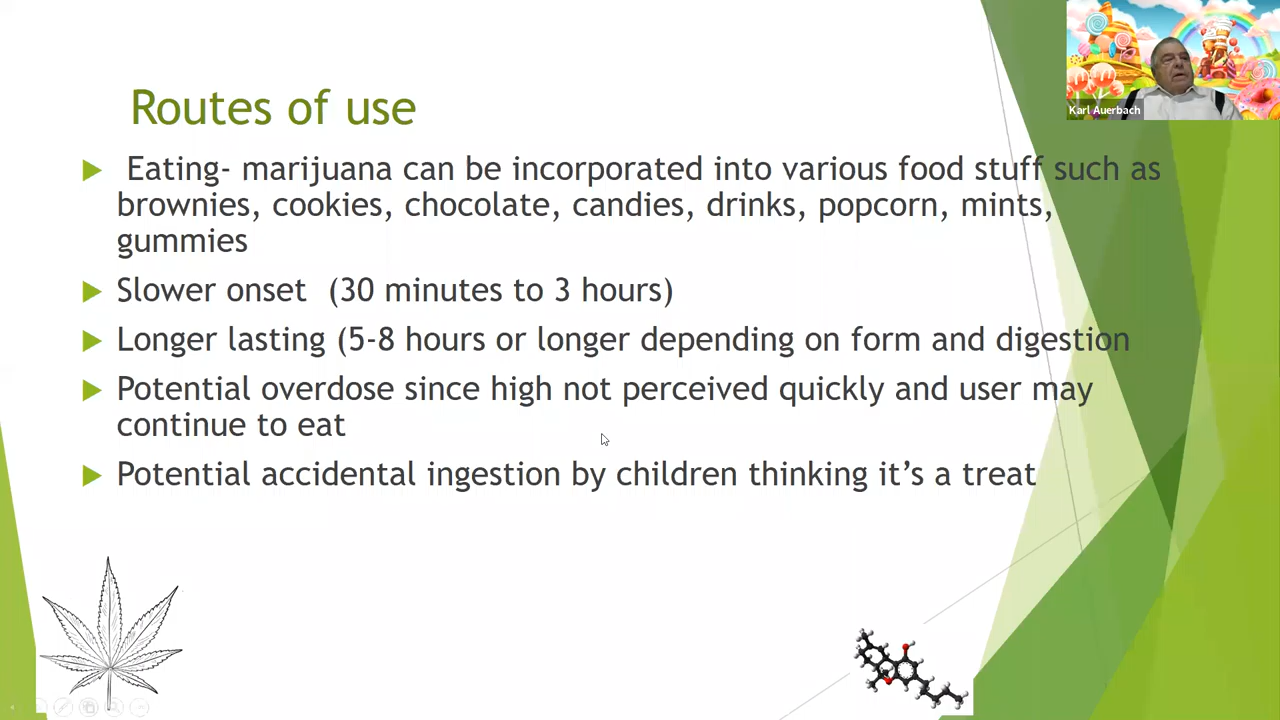 Karl Auerbach
Routes of use
Eating- marijuana can be incorporated into various food stuff such as
brownies, cookies, chocolate, candies, drinks, popcorn, mints,
gummies
Slower onset (30 minutes to 3 hours)
Longer lasting (5-8 hours or longer depending on form and digestion
Potential overdose since high not perceived quickly and user may
continue to eat
Potential accidental ingestion by children thinking it’s a treat